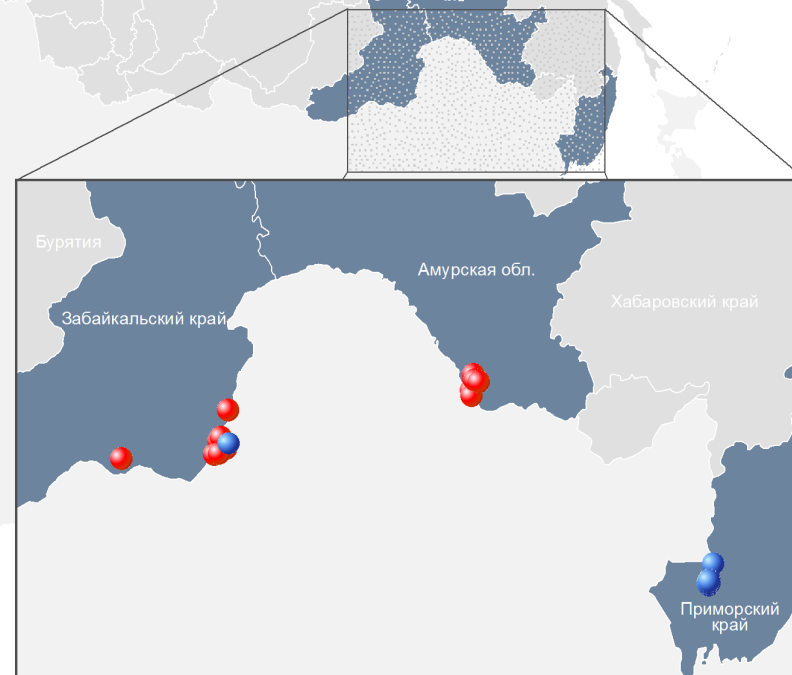 Бурятия
Амурская обл.
Хабаровский край
Забайкальский край
Приморский
край